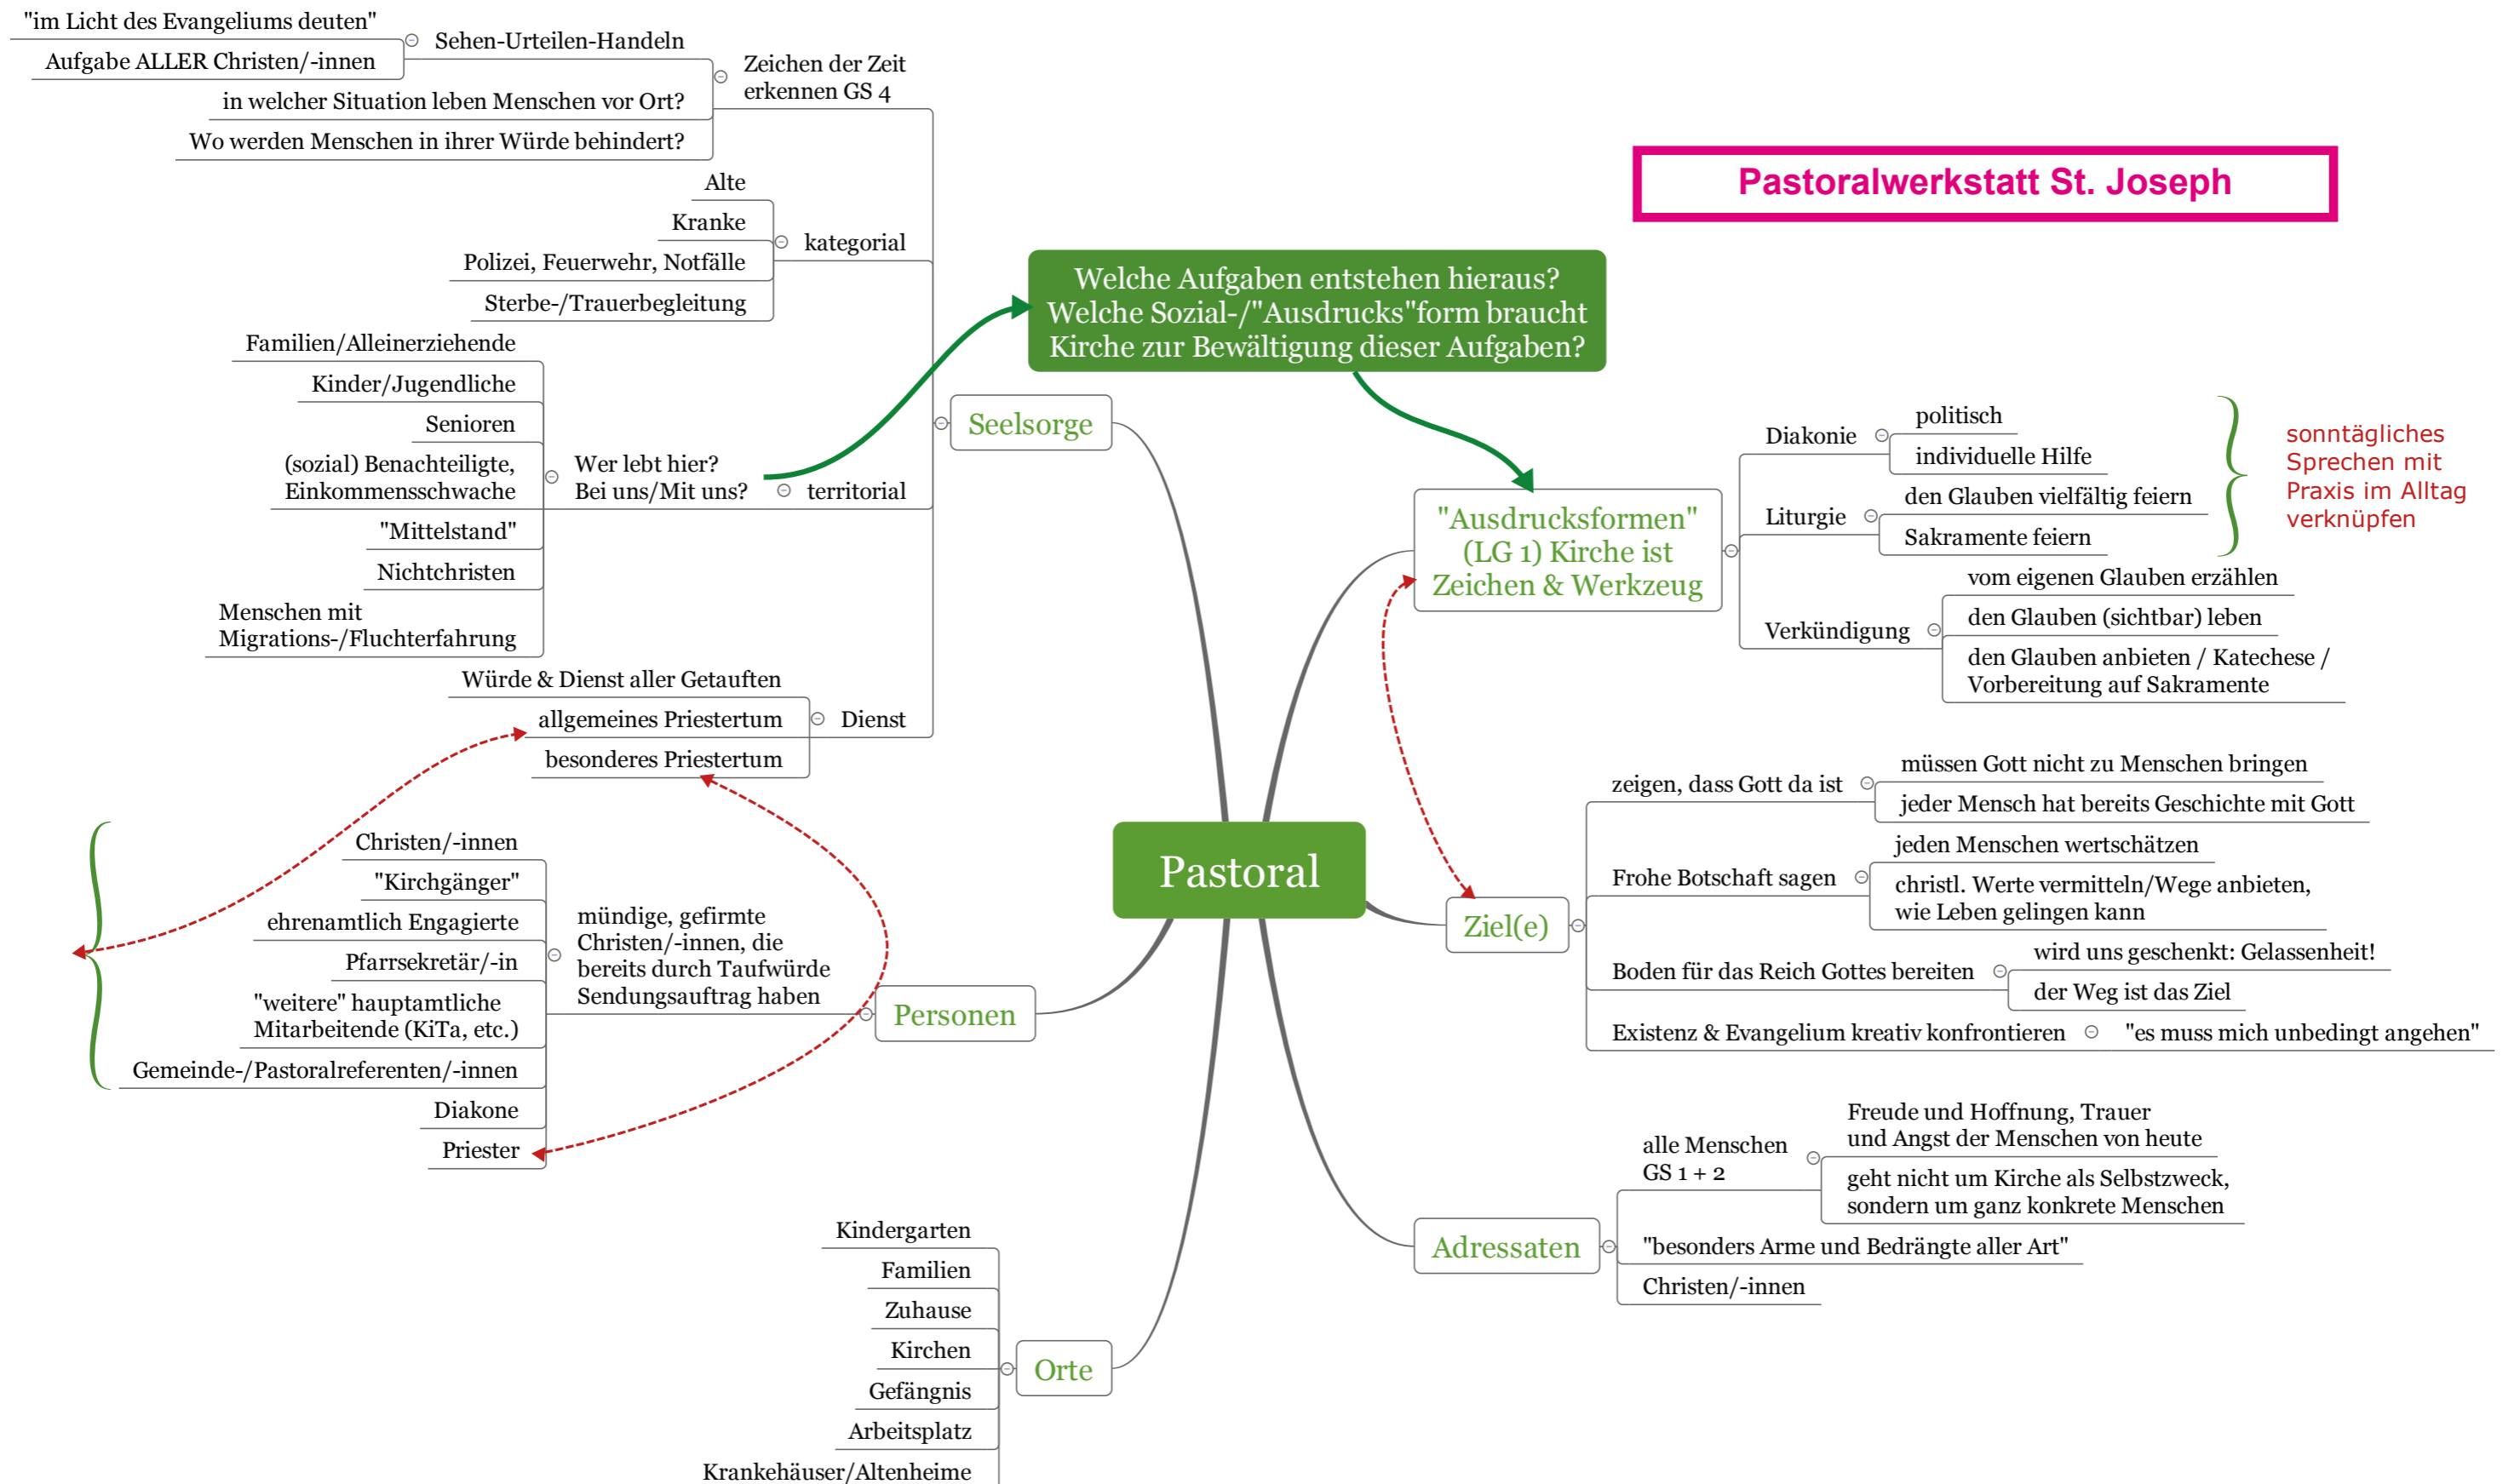 "im Licht des Evangeliums deuten"
Aufgabe ALLER Christen/-innen
Sehen-Urteilen-Handeln
in welcher Situation leben Menschen vor Ort?
Wo werden Menschen in ihrer Würde behindert?
Zeichen der Zeit
erkennen GS 4
Alte
Kranke
Polizei, Feuerwehr, Notfälle
Sterbe-/Trauerbegleitung
kategorial
Familien/Alleinerziehende
Kinder/Jugendliche
Senioren
(sozial) Benachteiligte,
Einkommensschwache
"Mittelstand"
Nichtchristen
Menschen mit
Migrations-/Fluchterfahrung
Wer lebt hier?
Bei uns/Mit uns?
territorial
Würde & Dienst aller Getauften
allgemeines Priestertum
besonderes Priestertum
Dienst
Seelsorge
Christen/-innen
"Kirchgänger"
ehrenamtlich Engagierte
Pfarrsekretär/-in
"weitere" hauptamtliche
Mitarbeitende (KiTa, etc.)
Gemeinde-/Pastoralreferenten/-innen
Diakone
Priester
mündige, gefirmte
Christen/-innen, die
bereits durch Taufwürde
Sendungsauftrag haben
Personen
Kindergarten
Familien
Zuhause
Kirchen
Gefängnis
Arbeitsplatz
Krankehäuser/Altenheime
Orte
Pastoral
Pastoralwerkstatt St. Joseph
Welche Aufgaben entstehen hieraus?
Welche Sozial-/"Ausdrucks"form braucht
Kirche zur Bewältigung dieser Aufgaben?
"Ausdrucksformen"
(LG 1) Kirche ist
Zeichen & Werkzeug
Diakonie
politisch
individuelle Hilfe
Liturgie
den Glauben vielfältig feiern
Sakramente feiern
sonntägliches
Sprechen mit
Praxis im Alltag
verknüpfen
Verkündigung
vom eigenen Glauben erzählen
den Glauben (sichtbar) leben
den Glauben anbieten / Katechese /
Vorbereitung auf Sakramente
Ziel(e)
zeigen, dass Gott da ist
müssen Gott nicht zu Menschen bringen
jeder Mensch hat bereits Geschichte mit Gott
Frohe Botschaft sagen
jeden Menschen wertschätzen
christl. Werte vermitteln/Wege anbieten,
wie Leben gelingen kann
Boden für das Reich Gottes bereiten
wird uns geschenkt: Gelassenheit!
der Weg ist das Ziel
Existenz & Evangelium kreativ konfrontieren
"es muss mich unbedingt angehen"
Adressaten
alle Menschen
GS 1 + 2
Freude und Hoffnung, Trauer
und Angst der Menschen von heute
geht nicht um Kirche als Selbstzweck,
sondern um ganz konkrete Menschen
"besonders Arme und Bedrängte aller Art"
Christen/-innen